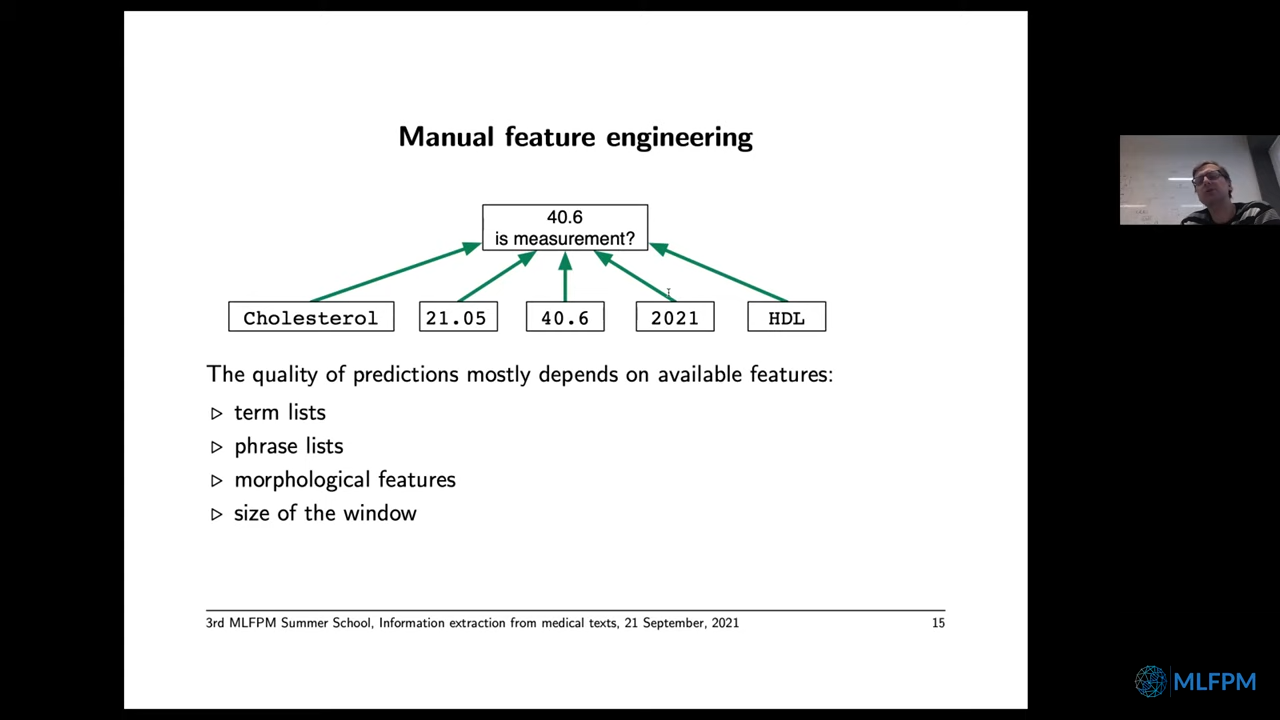 Manual feature engineering
40.6
is measurement?
Cholesterol 21.05 40.6 2021 HDL
The quality of predictions mostly depends on available features:
▷ term lists
▷ phrase lists
▷ morphological features
▷ size of the window
3rd MLFPM Summer School, Information extraction from medical texts, 21 September, 2021 15
MLFPM